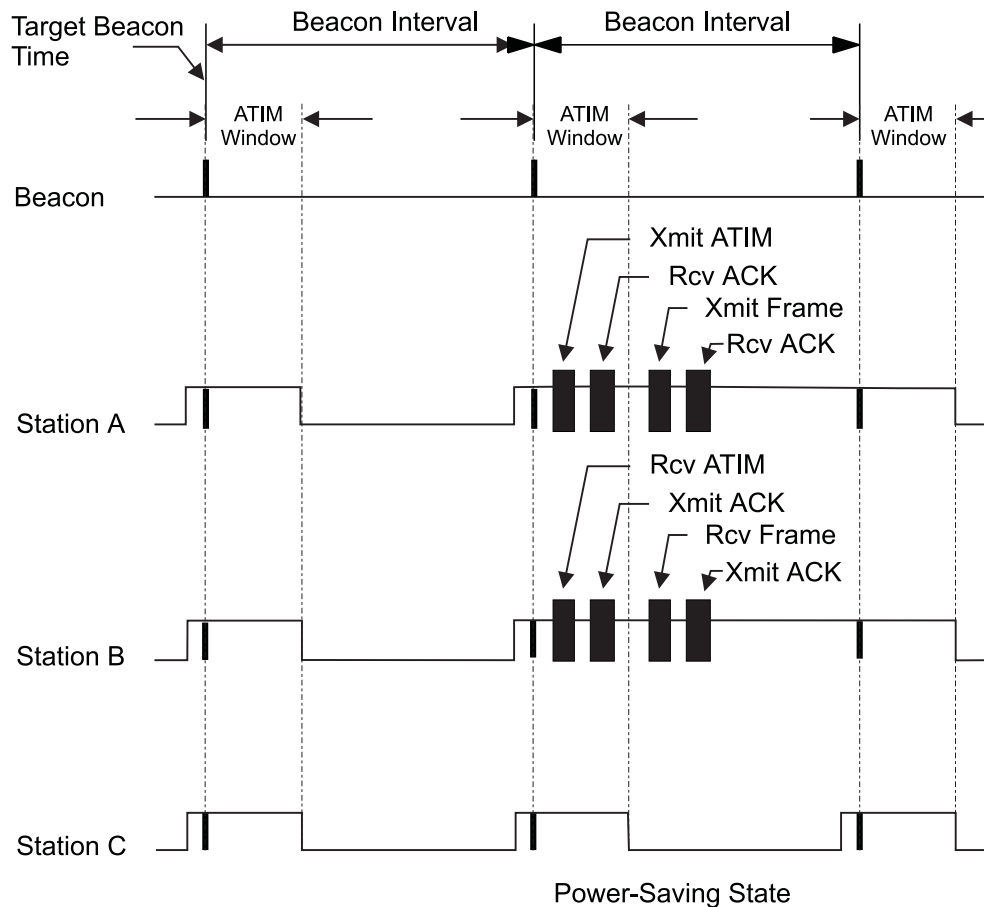 Target Beacon
Time
Beacon Interval
Beacon Interval
ATIM
Window
ATIM
Window
ATIM
Window
Beacon
Xmit ATIM
Rcv ACK
Xmit Frame
Rcv ACK
Station A
Rcv ATIM
Xmit ACK
Rcv Frame
Xmit ACK
Station B
Station C
Power-Saving State